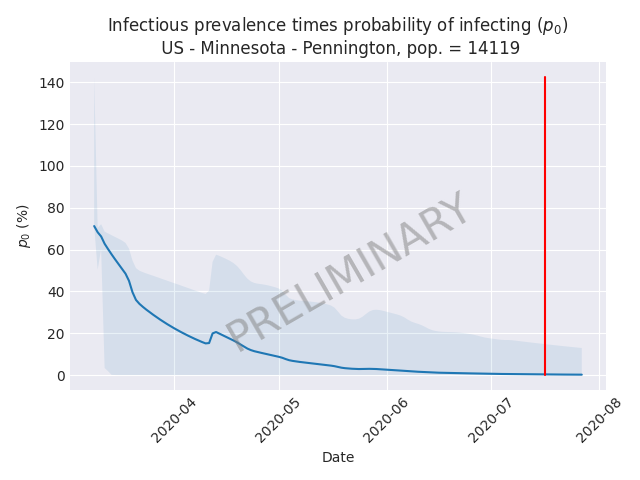 Infectious prevalence times probability of infecting (p₀)
US - Minnesota - Pennington, pop. = 14119
140
120
100
80
60
40
20
0
p₀ (%)
PRELIMINARY
2020-04
2020-05
2020-06
2020-07
2020-08
Date